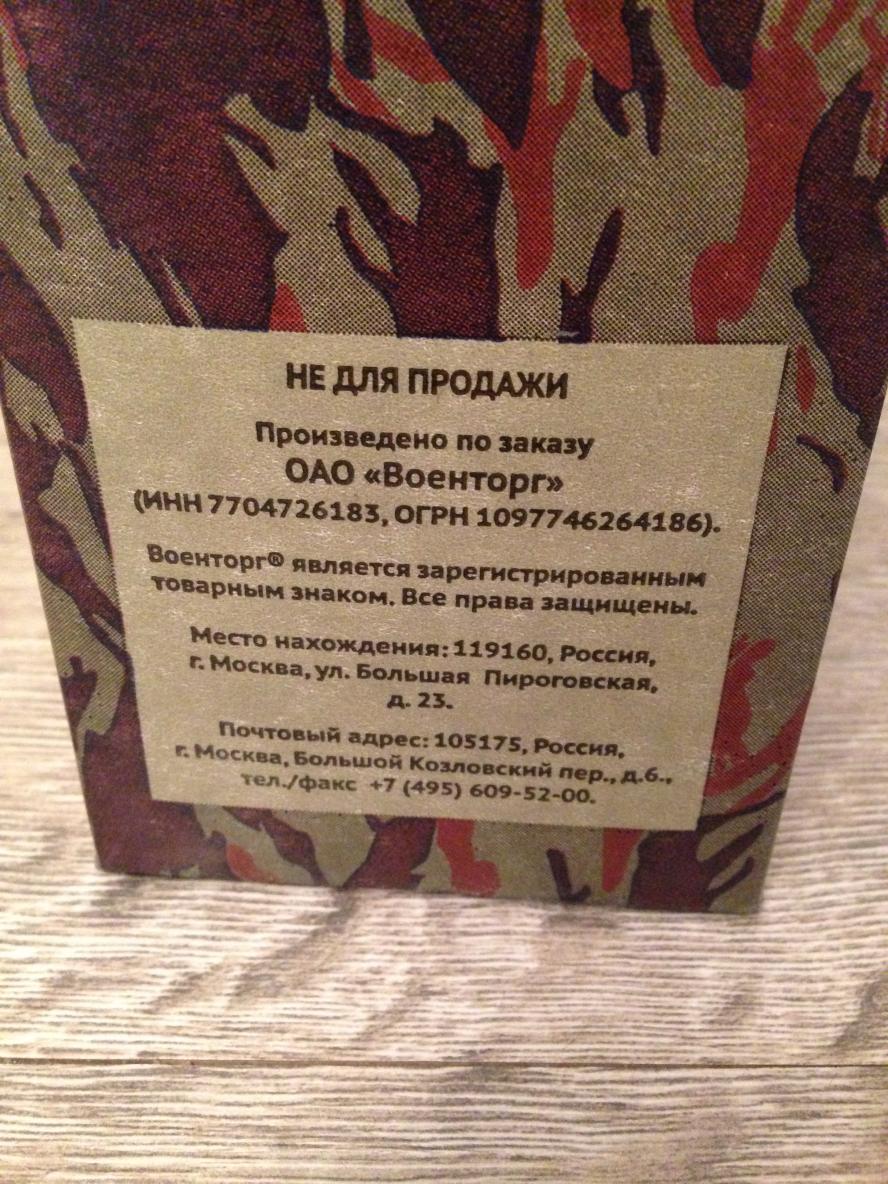 НЕ ДЛЯ ПРОДАЖИ
Произведено по заказу
ОАО «Военторг»
(ИНН 7704726183, ОГРН 1097746264186).
Военторг® является зарегистрированным
товарным знаком. Все права защищены.
Место нахождения: 119160, Россия,
г. Москва, ул. Большая Пироговская,
д. 23.
Почтовый адрес: 105175, Россия,
г. Москва, Большой Козловский пер., д.6.,
тел./факс +7 (495) 609-52-00.